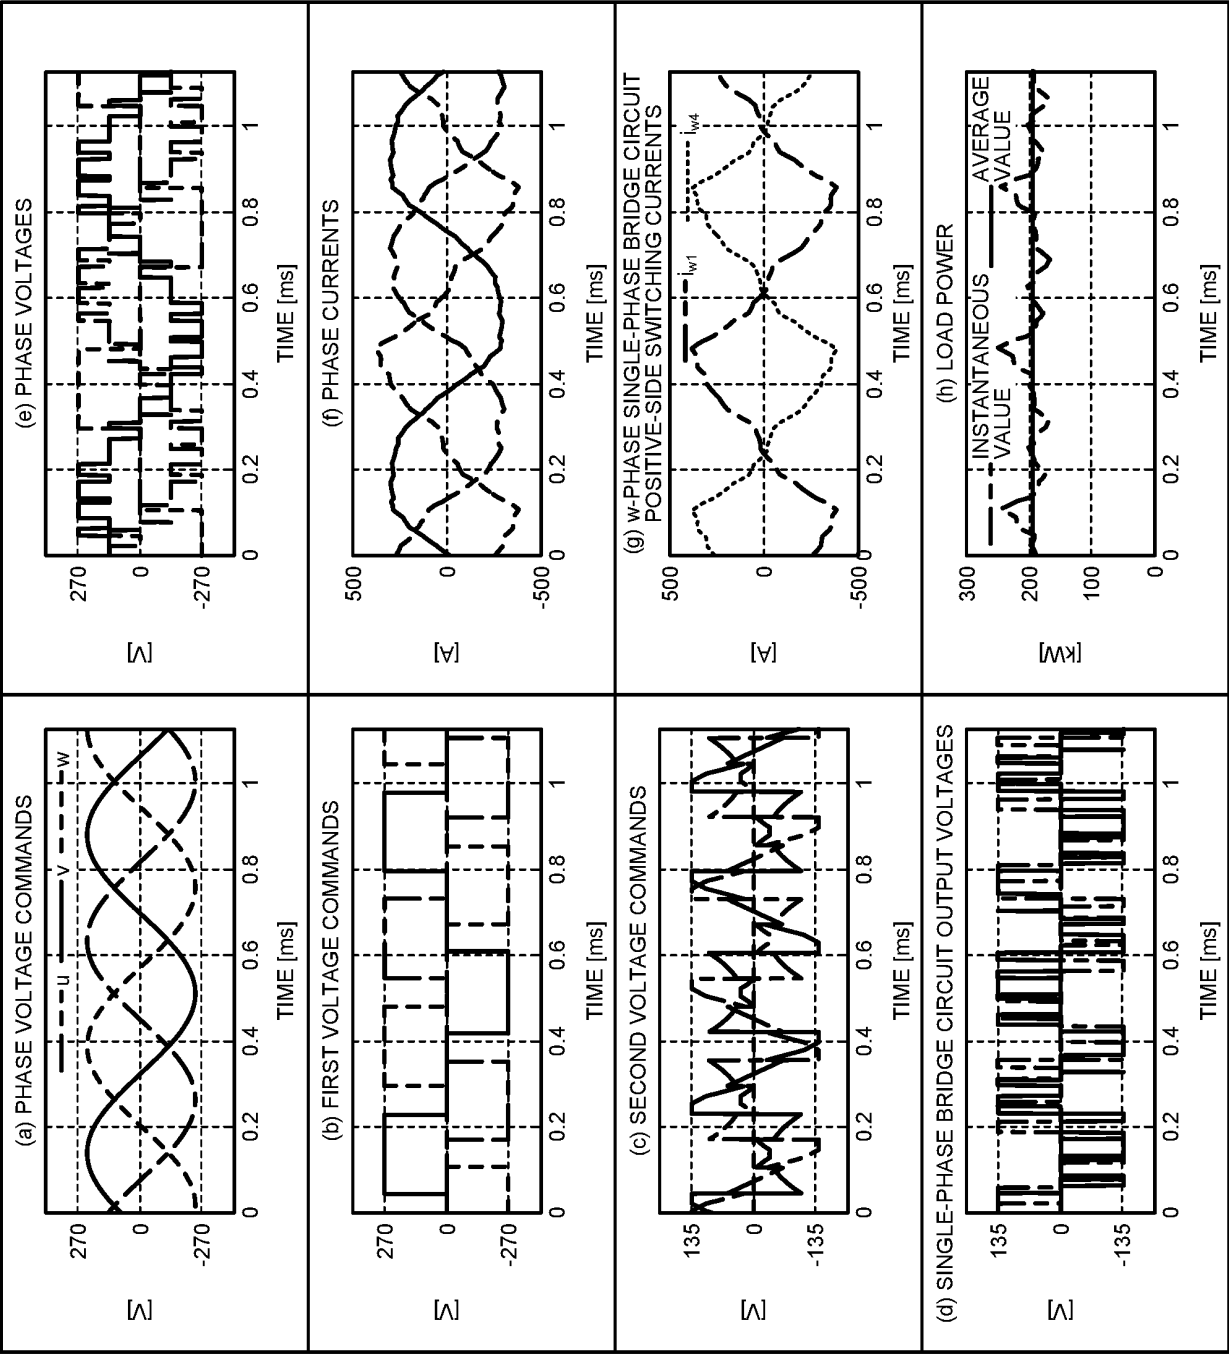 (a) PHASE VOLTAGE COMMANDS
u v w
270
0
-270
[V]
0 0.2 0.4 0.6 0.8 1
TIME [ms]
(b) FIRST VOLTAGE COMMANDS
270
0
-270
[V]
0 0.2 0.4 0.6 0.8 1
TIME [ms]
(c) SECOND VOLTAGE COMMANDS
135
0
-135
[V]
0 0.2 0.4 0.6 0.8 1
TIME [ms]
(d) SINGLE-PHASE BRIDGE CIRCUIT OUTPUT VOLTAGES
135
0
-135
[V]
0 0.2 0.4 0.6 0.8 1
TIME [ms]
(e) PHASE VOLTAGES
270
0
-270
[V]
0 0.2 0.4 0.6 0.8 1
TIME [ms]
(f) PHASE CURRENTS
500
0
-500
[A]
0 0.2 0.4 0.6 0.8 1
TIME [ms]
(g) w-PHASE SINGLE-PHASE BRIDGE CIRCUIT
POSITIVE-SIDE SWITCHING CURRENTS
iw1 iw4
500
0
-500
[A]
0 0.2 0.4 0.6 0.8 1
TIME [ms]
(h) LOAD POWER
INSTANTANEOUS
VALUE
AVERAGE
VALUE
300
200
100
0
[kW]
0 0.2 0.4 0.6 0.8 1
TIME [ms]